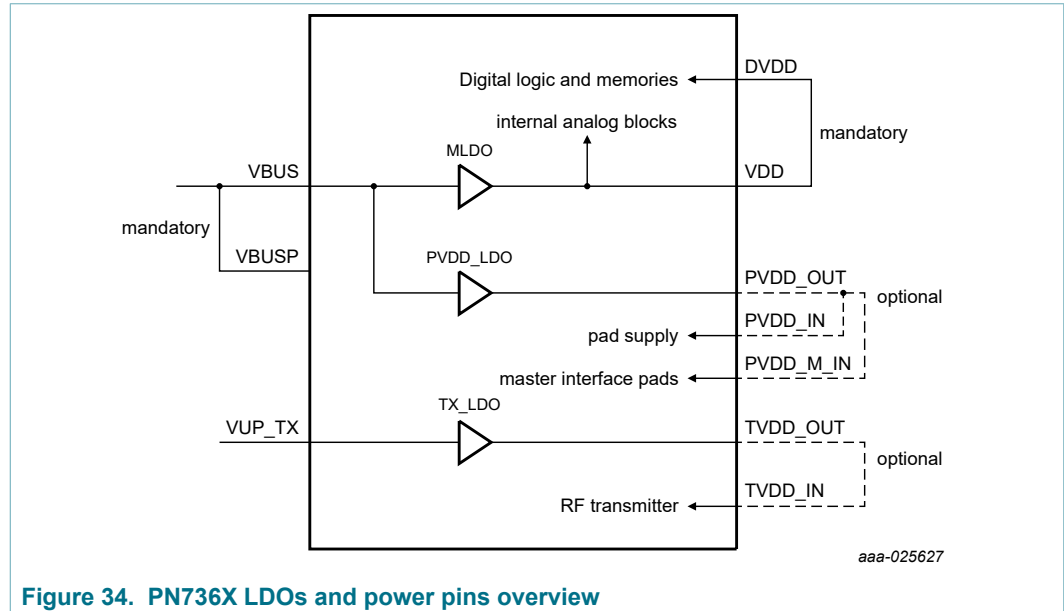 DVDD
Digital logic and memories
internal analog blocks
mandatory
MLDO
VBUS
VDD
mandatory
VBUSP
PVDD_LDO
PVDD_OUT
optional
PVDD_IN
pad supply
PVDD_M_IN
master interface pads
TX_LDO
VUP_TX
TVDD_OUT
optional
TVDD_IN
RF transmitter
aaa-025627
Figure 34. PN736X LDOs and power pins overview